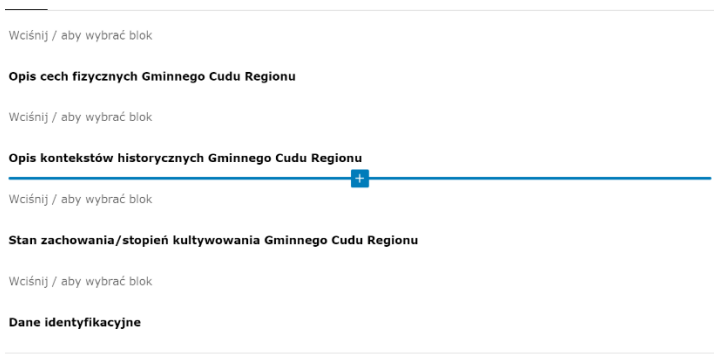 Wciśnij / aby wybrać blok
Opis cech fizycznych Gminnego Cudu Regionu
Wciśnij / aby wybrać blok
Opis kontekstów historycznych Gminnego Cudu Regionu
Wciśnij / aby wybrać blok
Stan zachowania/stopień kultywowania Gminnego Cudu Regionu
Wciśnij / aby wybrać blok
Dane identyfikacyjne